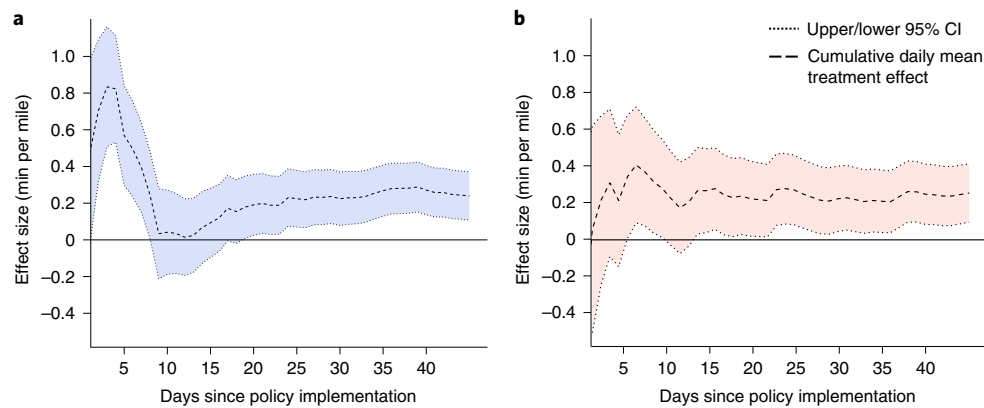 a
1.0
0.8
0.6
0.4
0.2
0
–0.2
–0.4
Effect size (min per mile)
5 10 15 20 25 30 35 40
Days since policy implementation
b
Upper/lower 95% CI
Cumulative daily mean
treatment effect
1.0
0.8
0.6
0.4
0.2
0
–0.2
–0.4
Effect size (min per mile)
5 10 15 20 25 30 35 40
Days since policy implementation